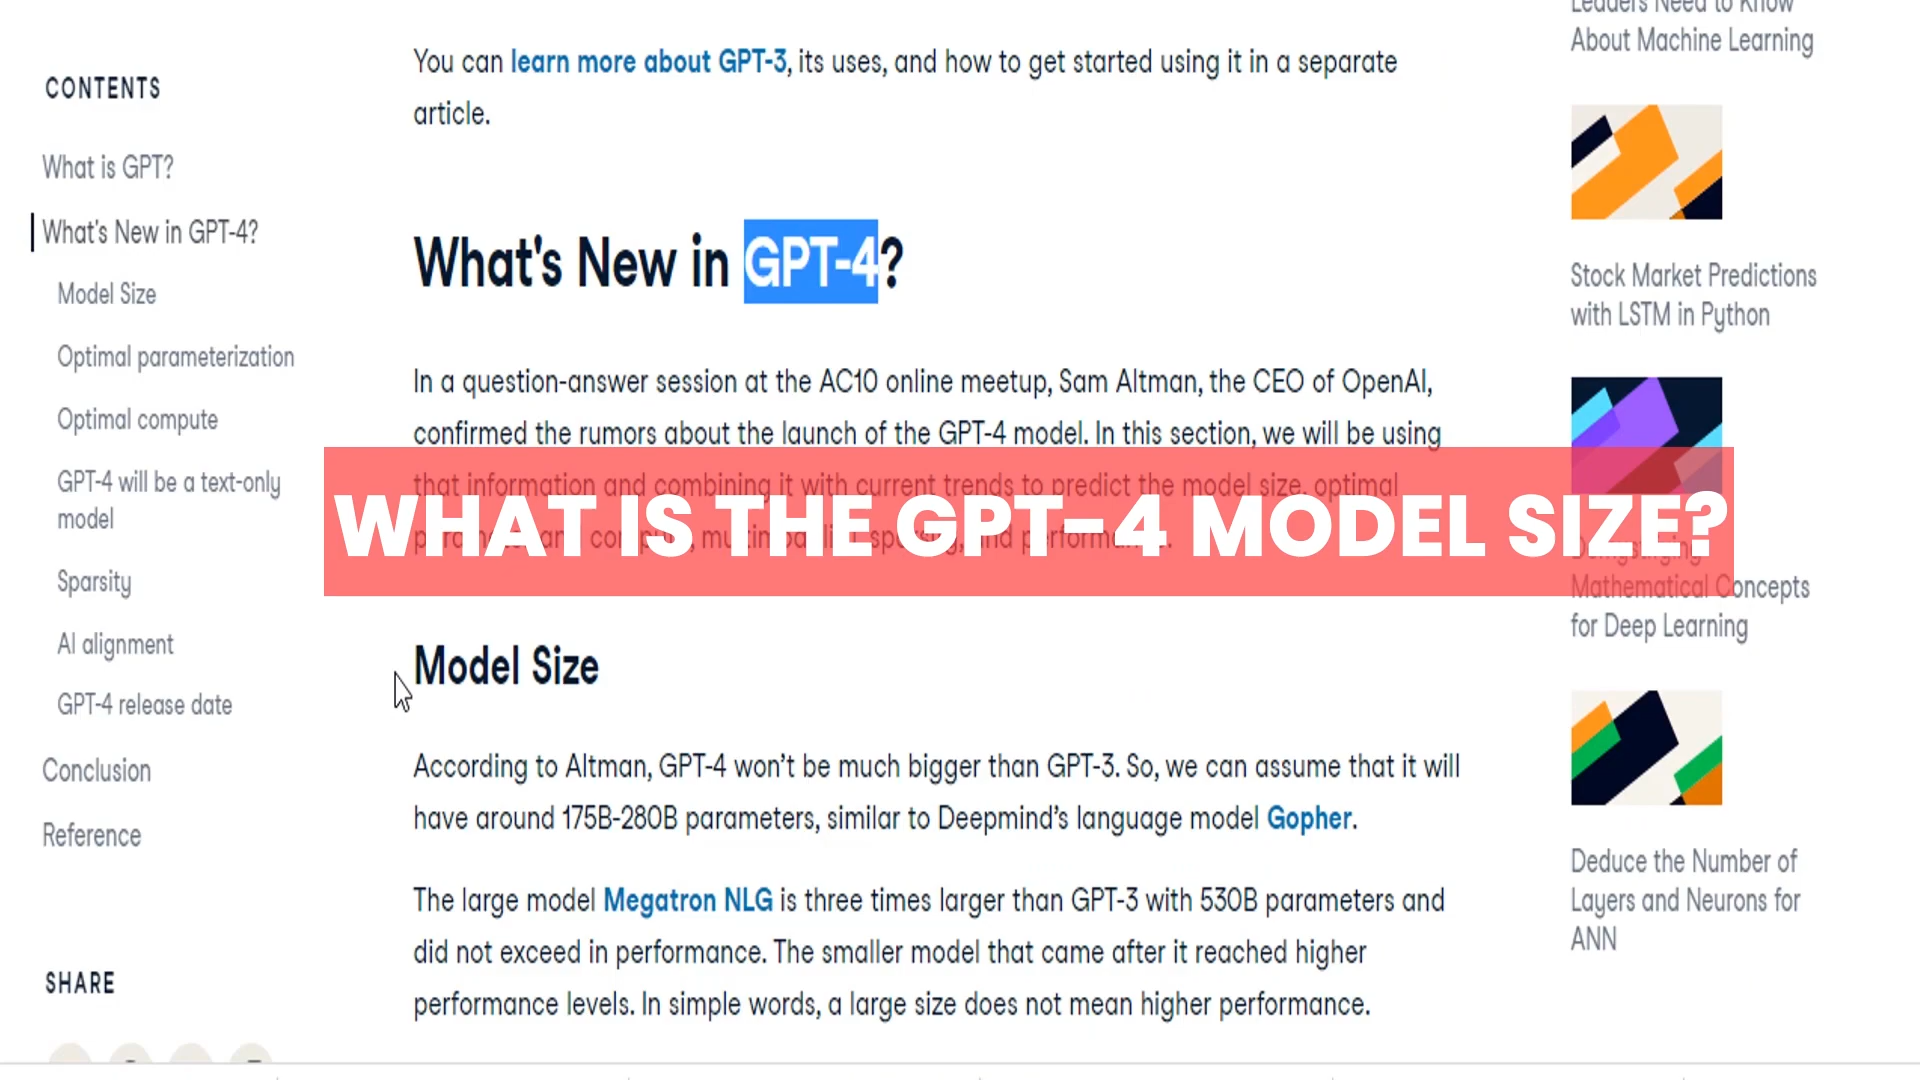 CONTENTS
What is GPT?
What's New in GPT-4?
Model Size
Optimal parameterization
Optimal compute
GPT-4 will be a text-only
model
Sparsity
AI alignment
GPT-4 release date
Conclusion
Reference
SHARE
You can learn more about GPT-3, its uses, and how to get started using it in a separate
article.
What's New in GPT-4?
In a question-answer session at the AC10 online meetup, Sam Altman, the CEO of OpenAI,
confirmed the rumors about the launch of the GPT-4 model. In this section, we will be using
that information and combining it with current trends to predict the model size, optimal
WHAT IS THE GPT-4 MODEL SIZE?
Model Size
According to Altman, GPT-4 won’t be much bigger than GPT-3. So, we can assume that it will
have around 175B-280B parameters, similar to Deepmind’s language model Gopher.
The large model Megatron NLG is three times larger than GPT-3 with 530B parameters and
did not exceed in performance. The smaller model that came after it reached higher
performance levels. In simple words, a large size does not mean higher performance.
Leaders Need to Know
About Machine Learning
Stock Market Predictions
with LSTM in Python
Mathematical Concepts
for Deep Learning
Deduce the Number of
Layers and Neurons for
ANN